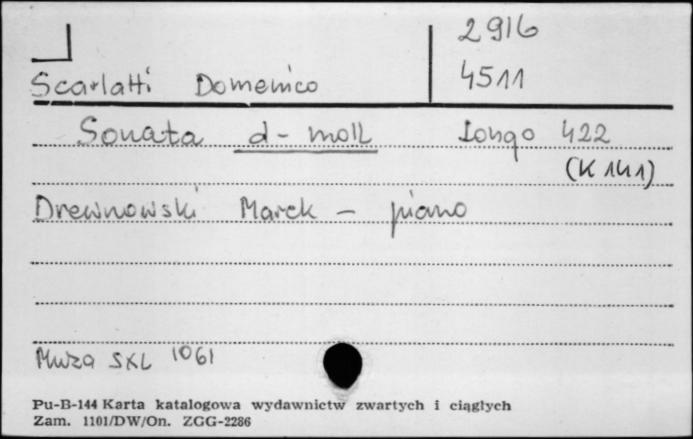 2916
4511
Scarlatti Domenico
Sonata d-moll Longo 422
(K 141)
Drewnowski Marek - piano
Muza SXL 1061
Pu-B-144 Karta katalogowa wydawnictw zwartych i ciągłych
Zam. 1101/DW/On. ZGG-2286